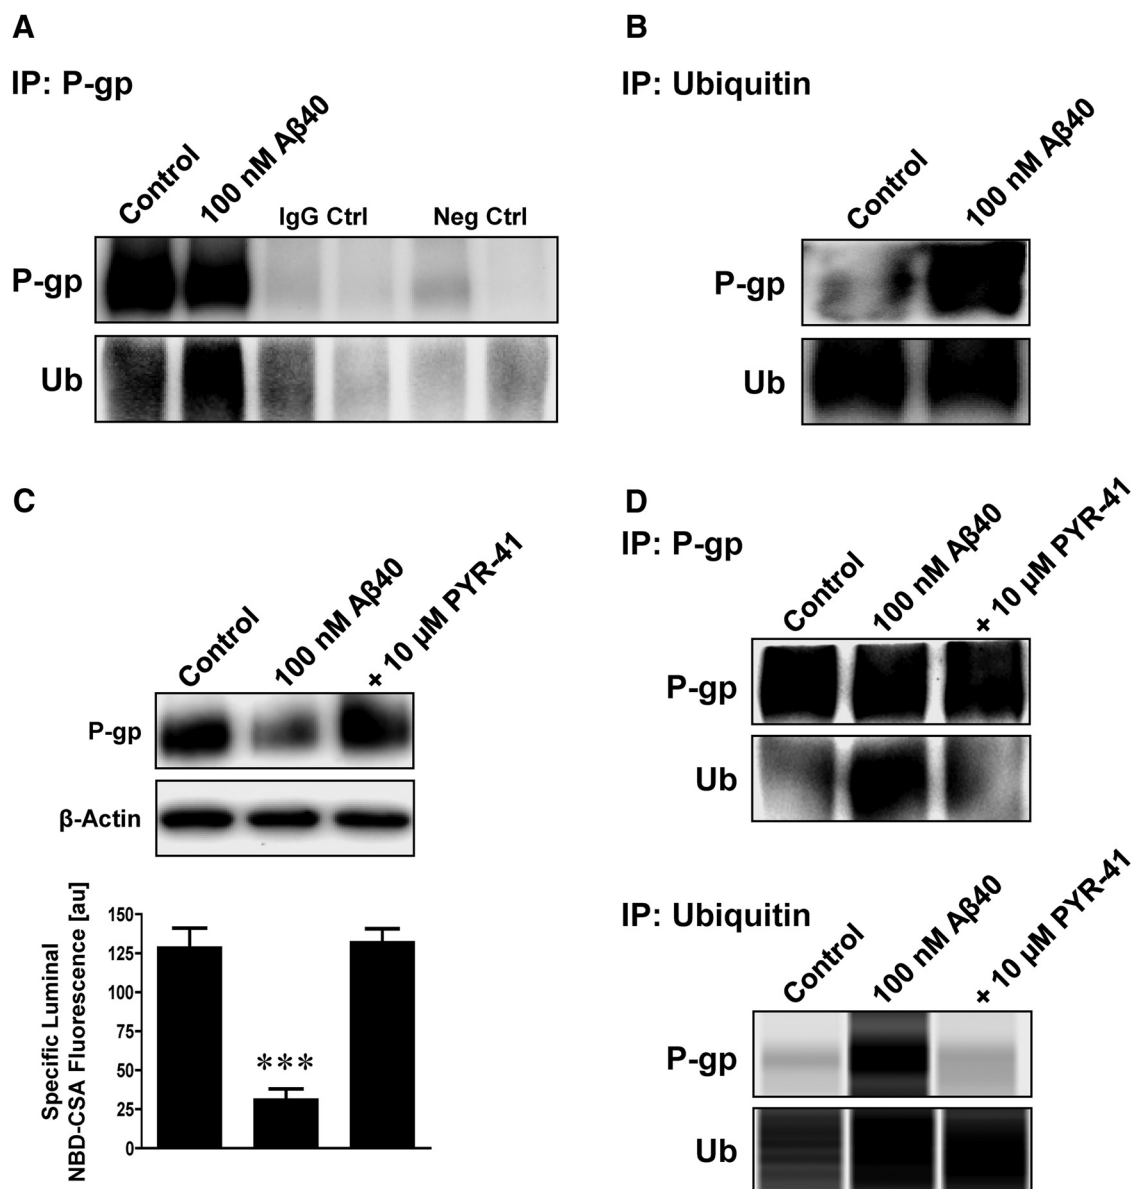 A
IP: P-gp
Control
100 nM Aβ40
IgG Ctrl
Neg Ctrl
P-gp
Ub
B
IP: Ubiquitin
Control
100 nM Aβ40
P-gp
Ub
C
Control
100 nM Aβ40
+ 10 µM PYR-41
P-gp
β-Actin
Specific Luminal
NBD-CSA Fluorescence [au]
150
125
100
75
50
25
0
***
D
IP: P-gp
Control
100 nM Aβ40
+ 10 µM PYR-41
P-gp
Ub
IP: Ubiquitin
Control
100 nM Aβ40
+ 10 µM PYR-41
P-gp
Ub